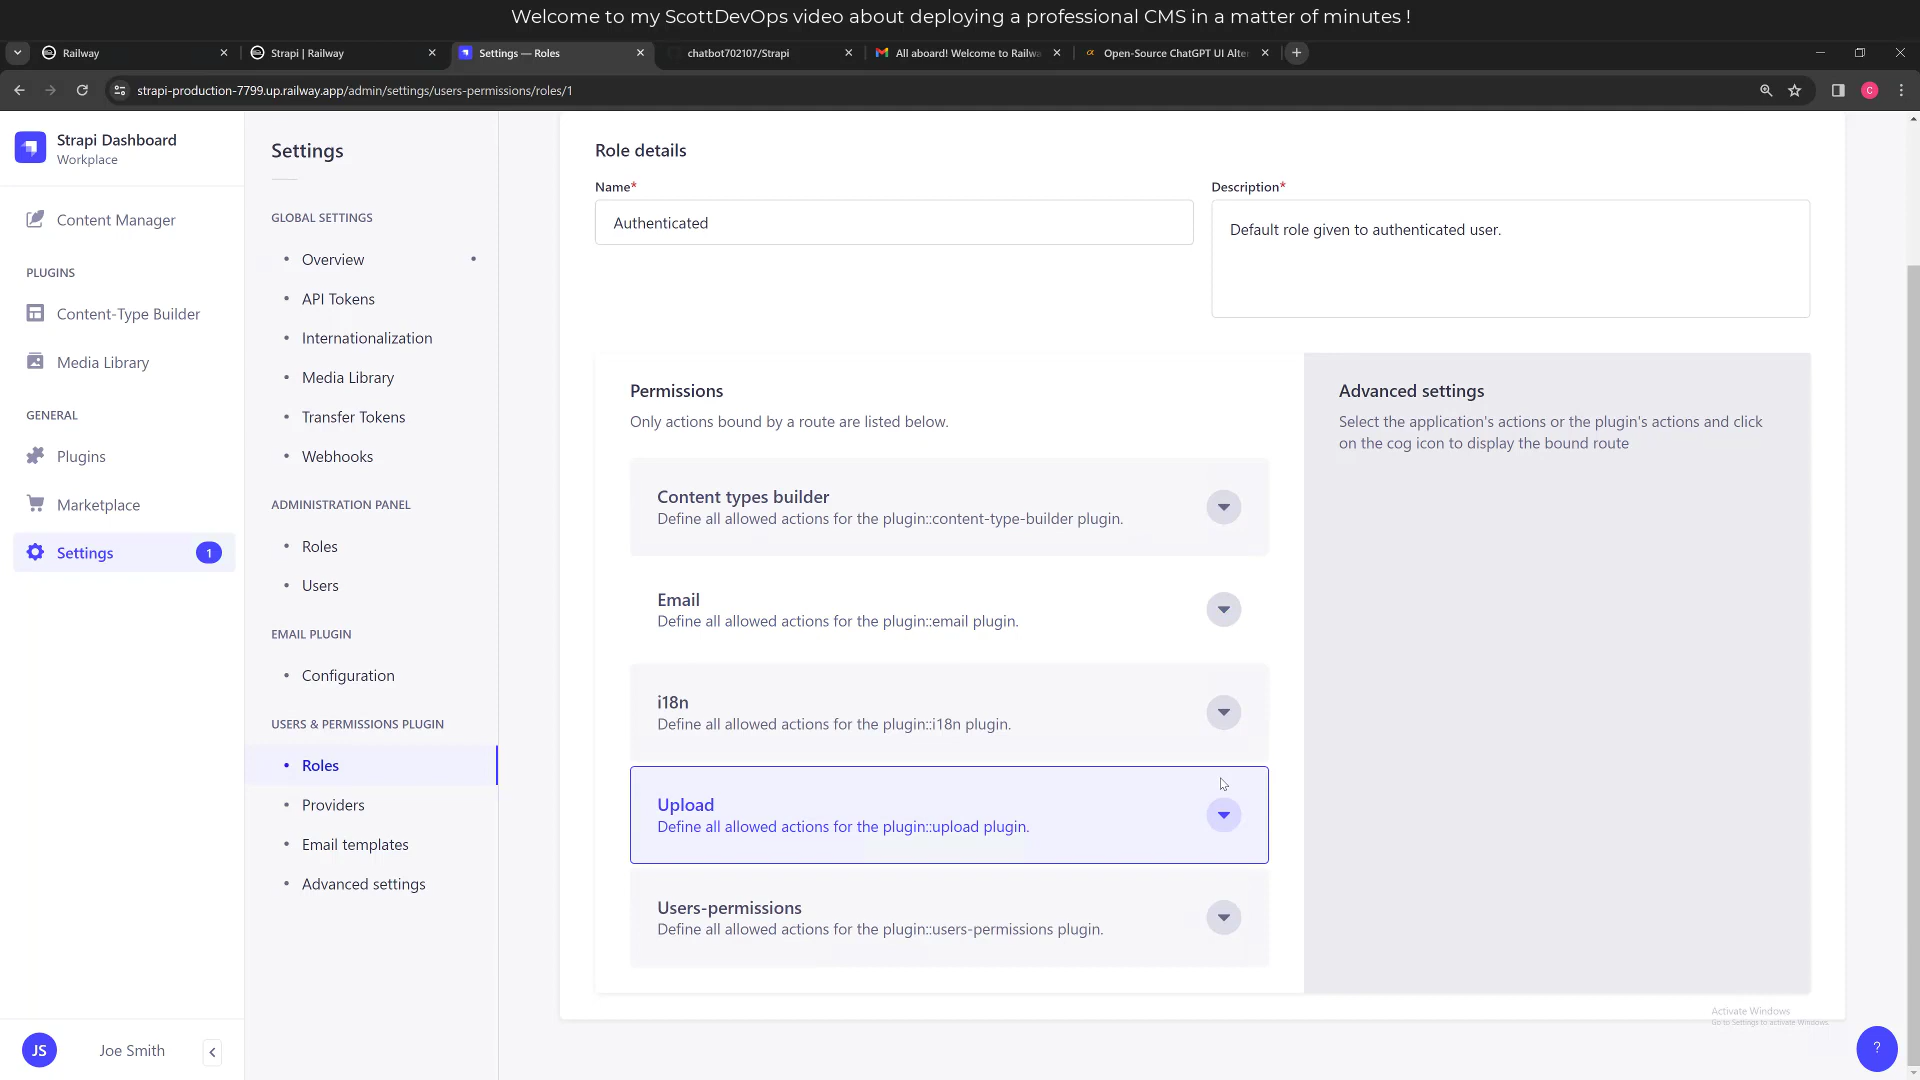 Welcome to my ScottDevOps video about deploying a professional CMS in a matter of minutes !
Railway
Strapi | Railway
Settings — Roles
chatbot702107/Strapi
All aboard! Welcome to Railwa
Open-Source ChatGPT UI Alter
strapi-production-7799.up.railway.app/admin/settings/users-permissions/roles/1
C
Strapi Dashboard
Workplace
Content Manager
PLUGINS
Content-Type Builder
Media Library
GENERAL
Plugins
Marketplace
Settings
1
JS
Joe Smith
Settings
GLOBAL SETTINGS
Overview
API Tokens
Internationalization
Media Library
Transfer Tokens
Webhooks
ADMINISTRATION PANEL
Roles
Users
EMAIL PLUGIN
Configuration
USERS & PERMISSIONS PLUGIN
Roles
Providers
Email templates
Advanced settings
Role details
Name*
Authenticated
Description*
Default role given to authenticated user.
Permissions
Only actions bound by a route are listed below.
Content types builder
Define all allowed actions for the plugin::content-type-builder plugin.
Email
Define all allowed actions for the plugin::email plugin.
i18n
Define all allowed actions for the plugin::i18n plugin.
Upload
Define all allowed actions for the plugin::upload plugin.
Users-permissions
Define all allowed actions for the plugin::users-permissions plugin.
Advanced settings
Select the application's actions or the plugin's actions and click
on the cog icon to display the bound route
Activate Windows
Go to Settings to activate Windows.
?